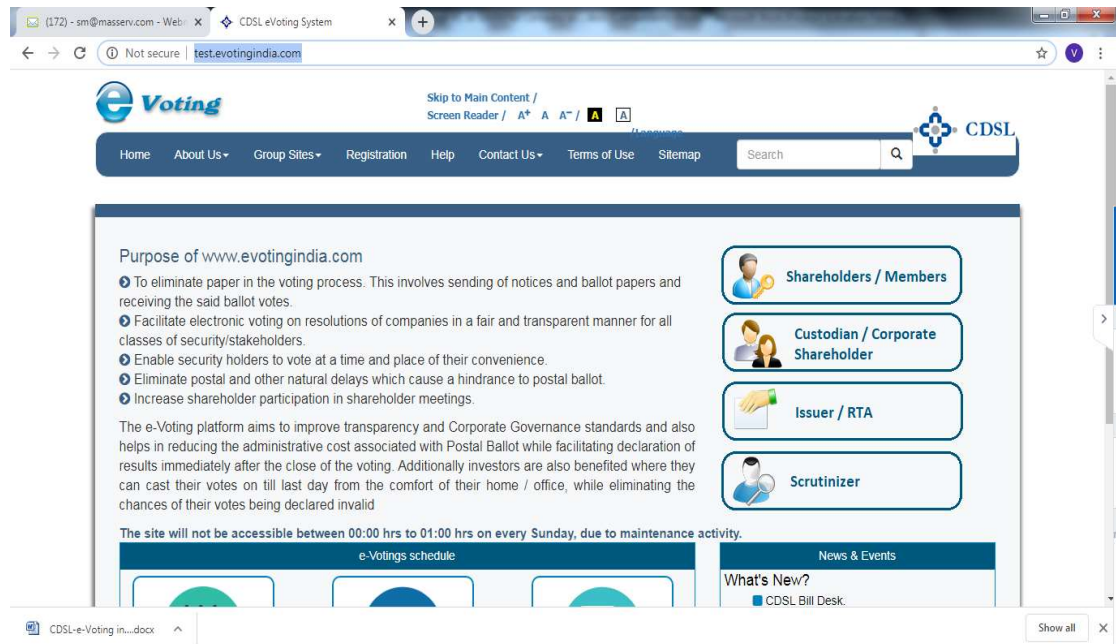 (172) - sm@masserv.com - Web
CDSL eVoting System
Not secure | test.evotingindia.com
V
e Voting
Skip to Main Content /
Screen Reader / A+ A A- / A A
/Language
CDSL
Home About Us Group Sites Registration Help Contact Us Terms of Use Sitemap Search
Purpose of www.evotingindia.com
To eliminate paper in the voting process. This involves sending of notices and ballot papers and
receiving the said ballot votes.
Facilitate electronic voting on resolutions of companies in a fair and transparent manner for all
classes of security/stakeholders.
Enable security holders to vote at a time and place of their convenience.
Eliminate postal and other natural delays which cause a hindrance to postal ballot.
Increase shareholder participation in shareholder meetings.
The e-Voting platform aims to improve transparency and Corporate Governance standards and also
helps in reducing the administrative cost associated with Postal Ballot while facilitating declaration of
results immediately after the close of the voting. Additionally investors are also benefited where they
can cast their votes on till last day from the comfort of their home / office, while eliminating the
chances of their votes being declared invalid
Shareholders / Members
Custodian / Corporate
Shareholder
Issuer / RTA
Scrutinizer
The site will not be accessible between 00:00 hrs to 01:00 hrs on every Sunday, due to maintenance activity.
e-Votings schedule
News & Events
What's New?
CDSL Bill Desk.
CDSL-e-Voting in....docx
Show all